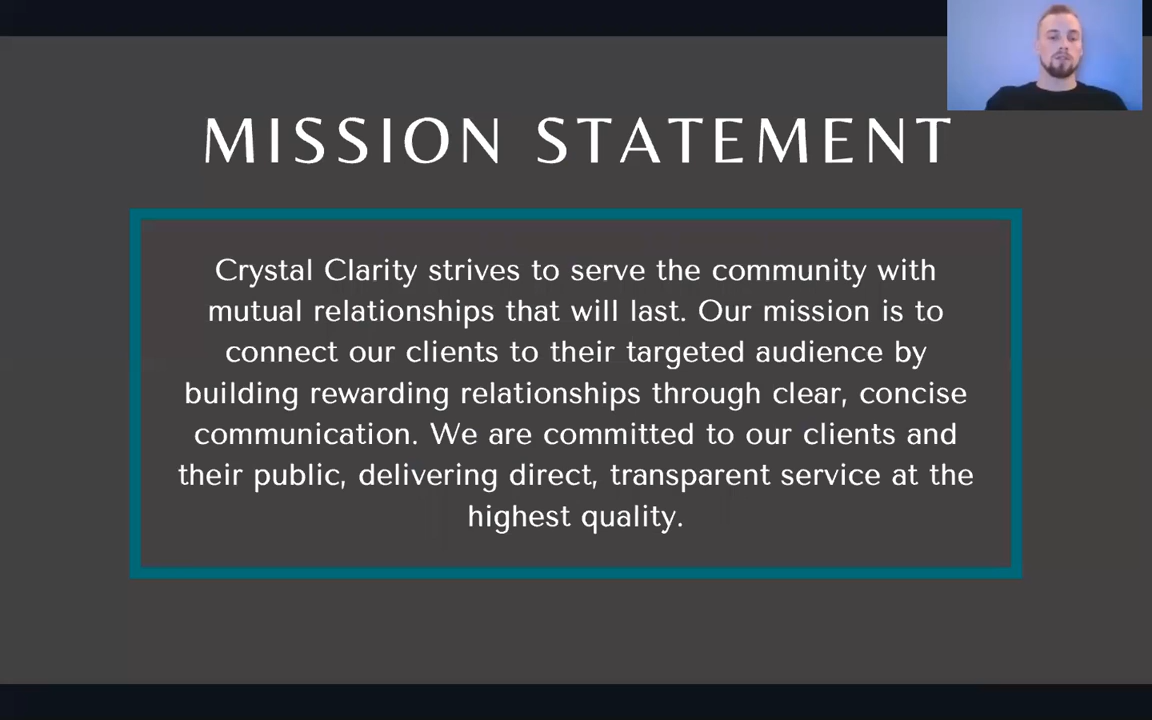 MISSION STATEMENT
Crystal Clarity strives to serve the community with
mutual relationships that will last. Our mission is to
connect our clients to their targeted audience by
building rewarding relationships through clear, concise
communication. We are committed to our clients and
their public, delivering direct, transparent service at the
highest quality.